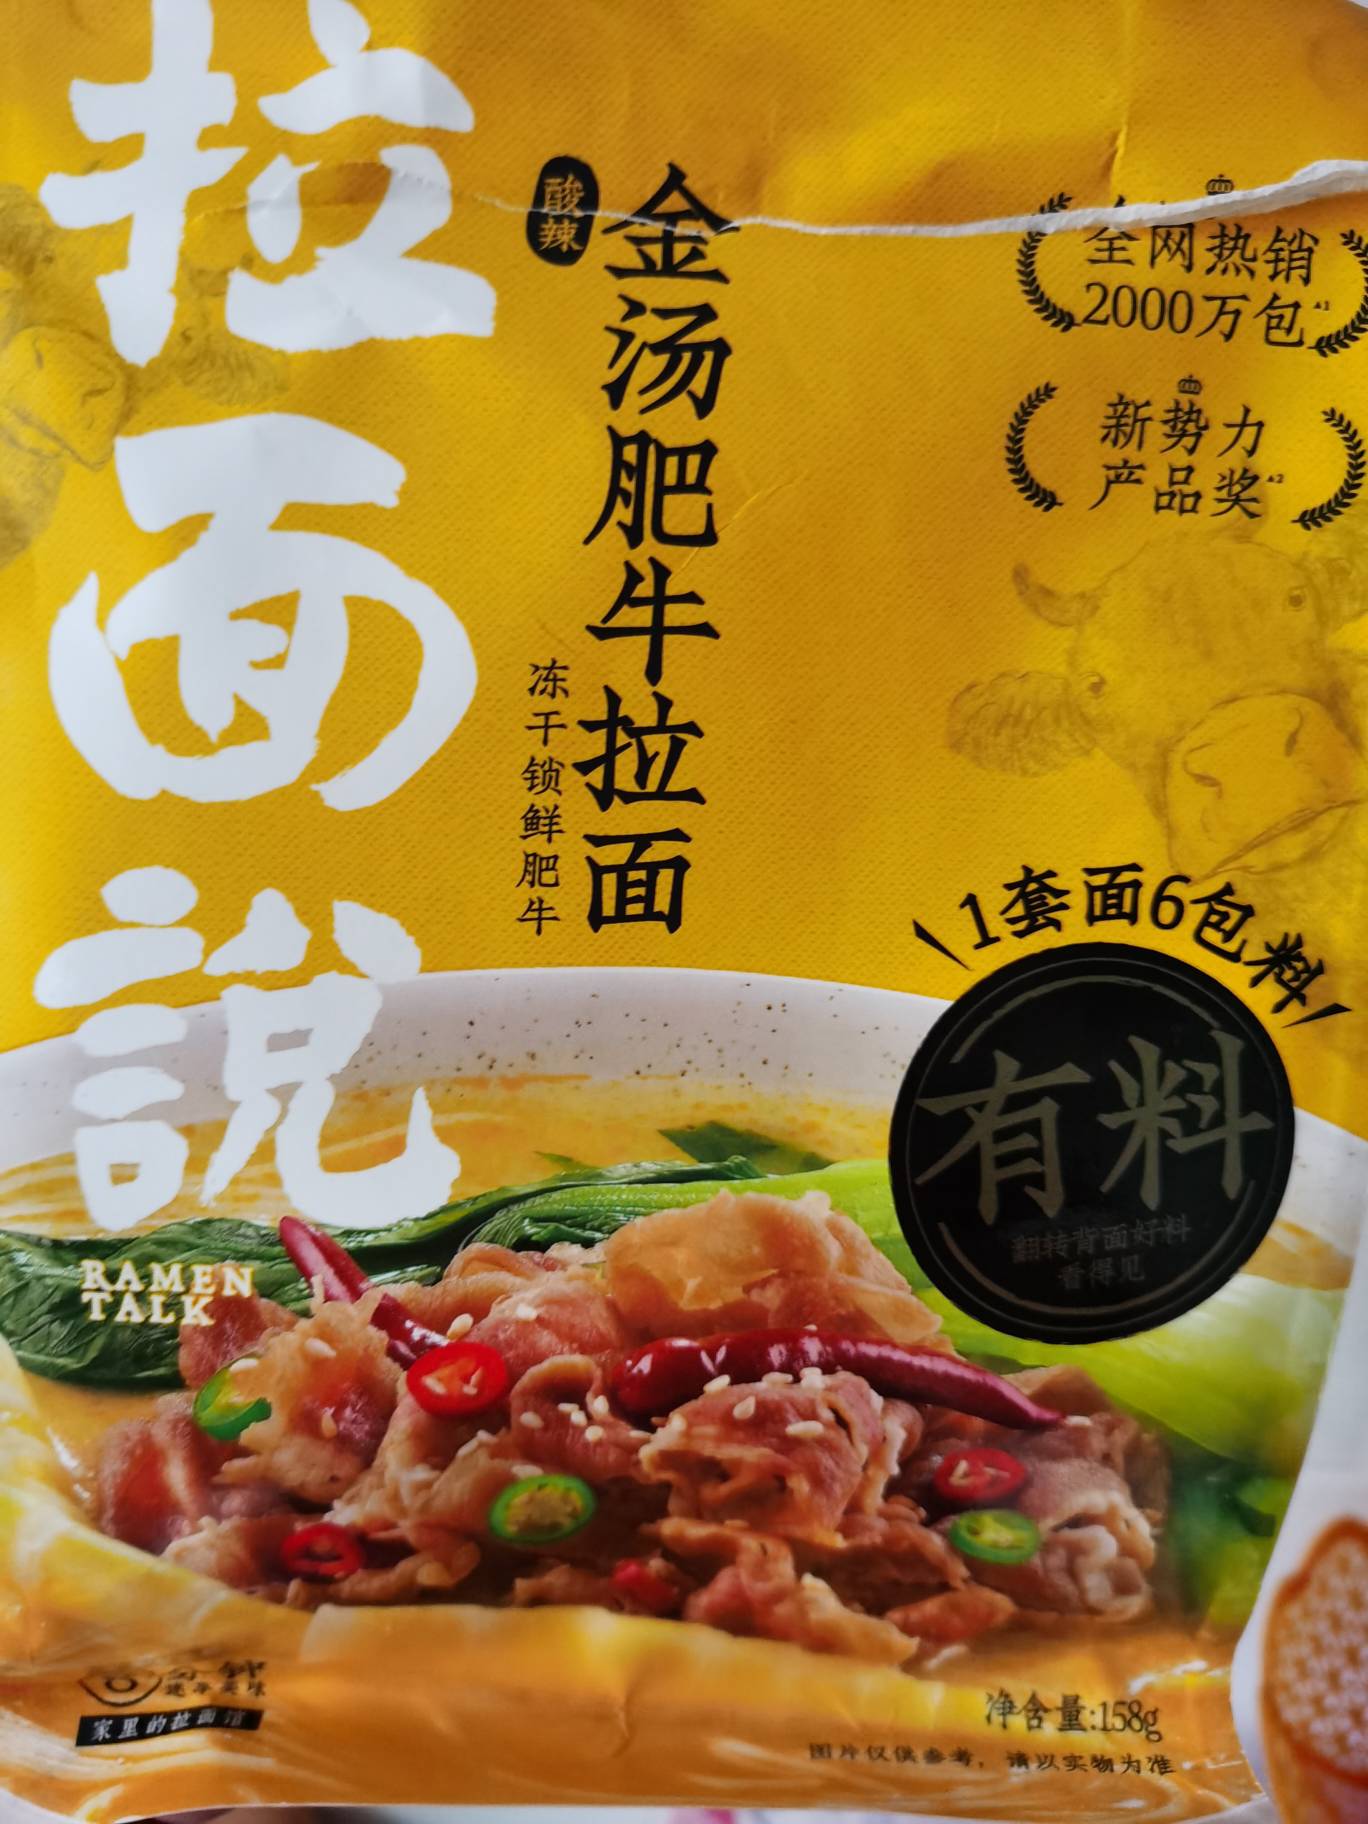 拉面說
RAMEN
TALK
酸辣
金汤肥牛拉面
冻干锁鲜肥牛
全网热销
2000万包
新势力
产品奖
1套面6包料
有料
翻转背面好料
看得见
分钟
家里的拉面馆
净含量:158g
图片仅供参考，请以实物为准